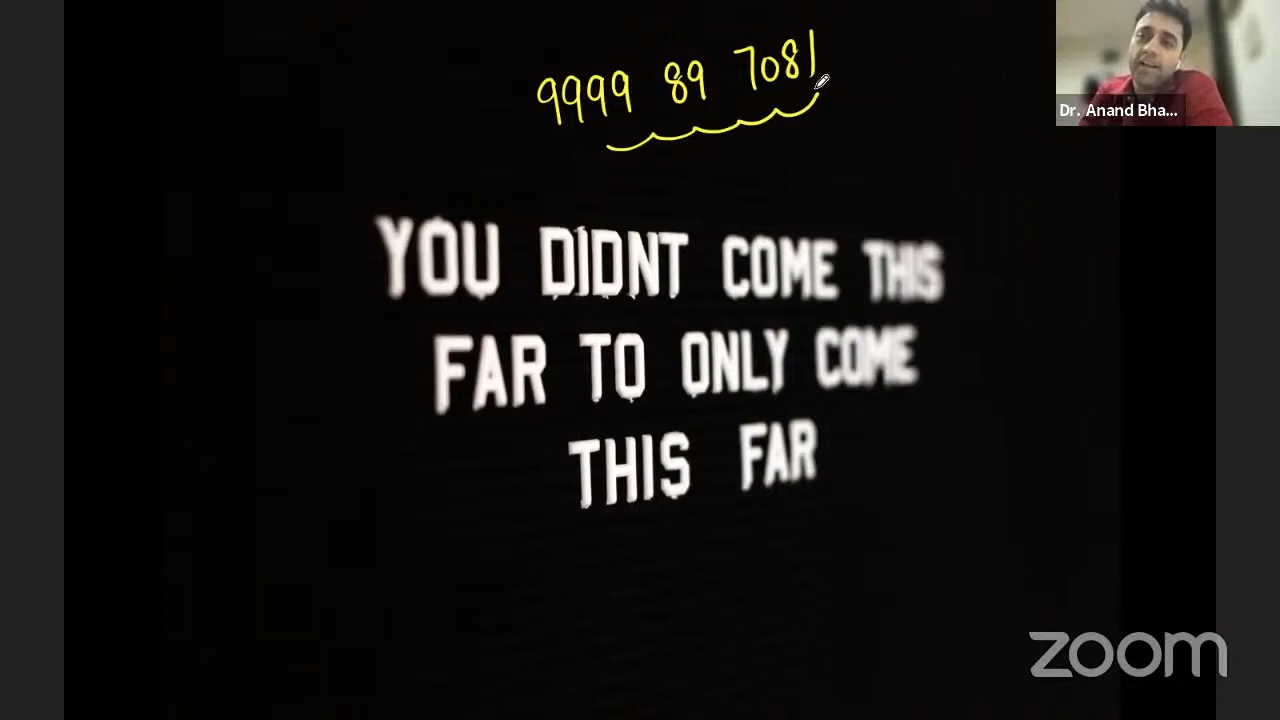 9999 89 7081
Dr. Anand Bha...
YOU DIDNT COME THIS
FAR TO ONLY COME
THIS FAR
zoom